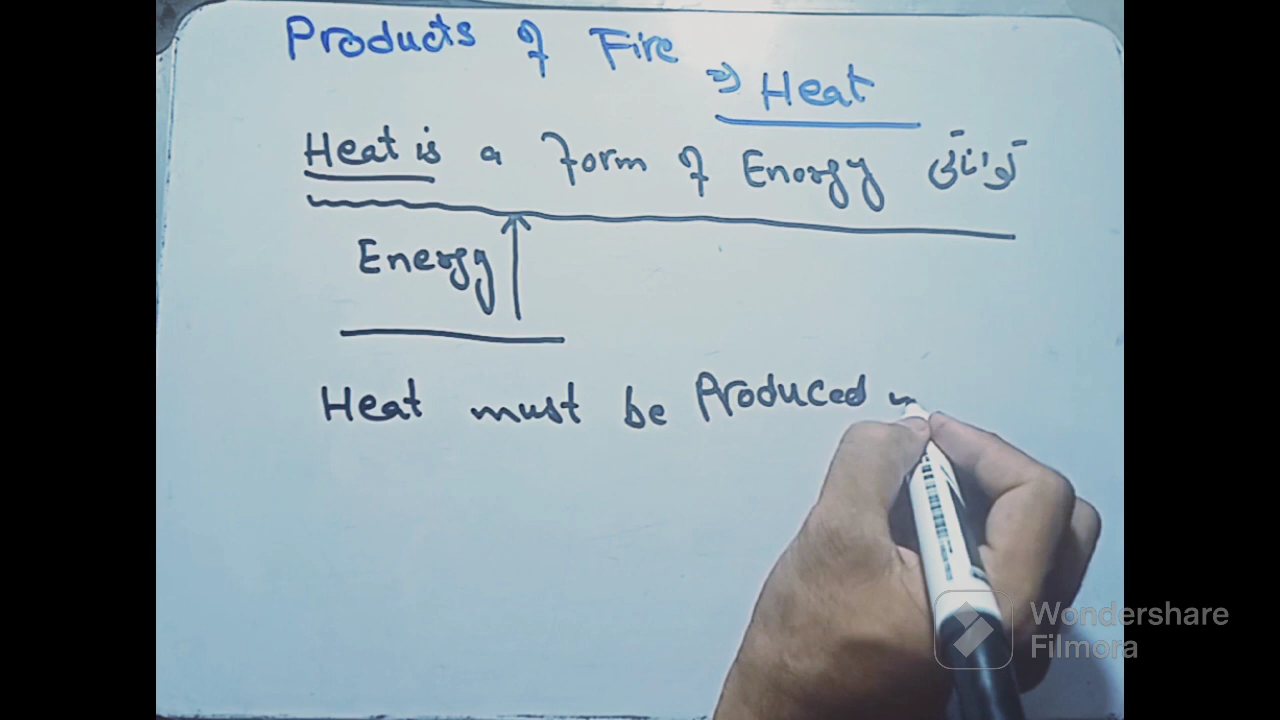 Products of Fire
⇒ Heat
Heat is a Form of Energy توانائی
Energy ↑
Heat must be Produced
Wondershare
Filmora